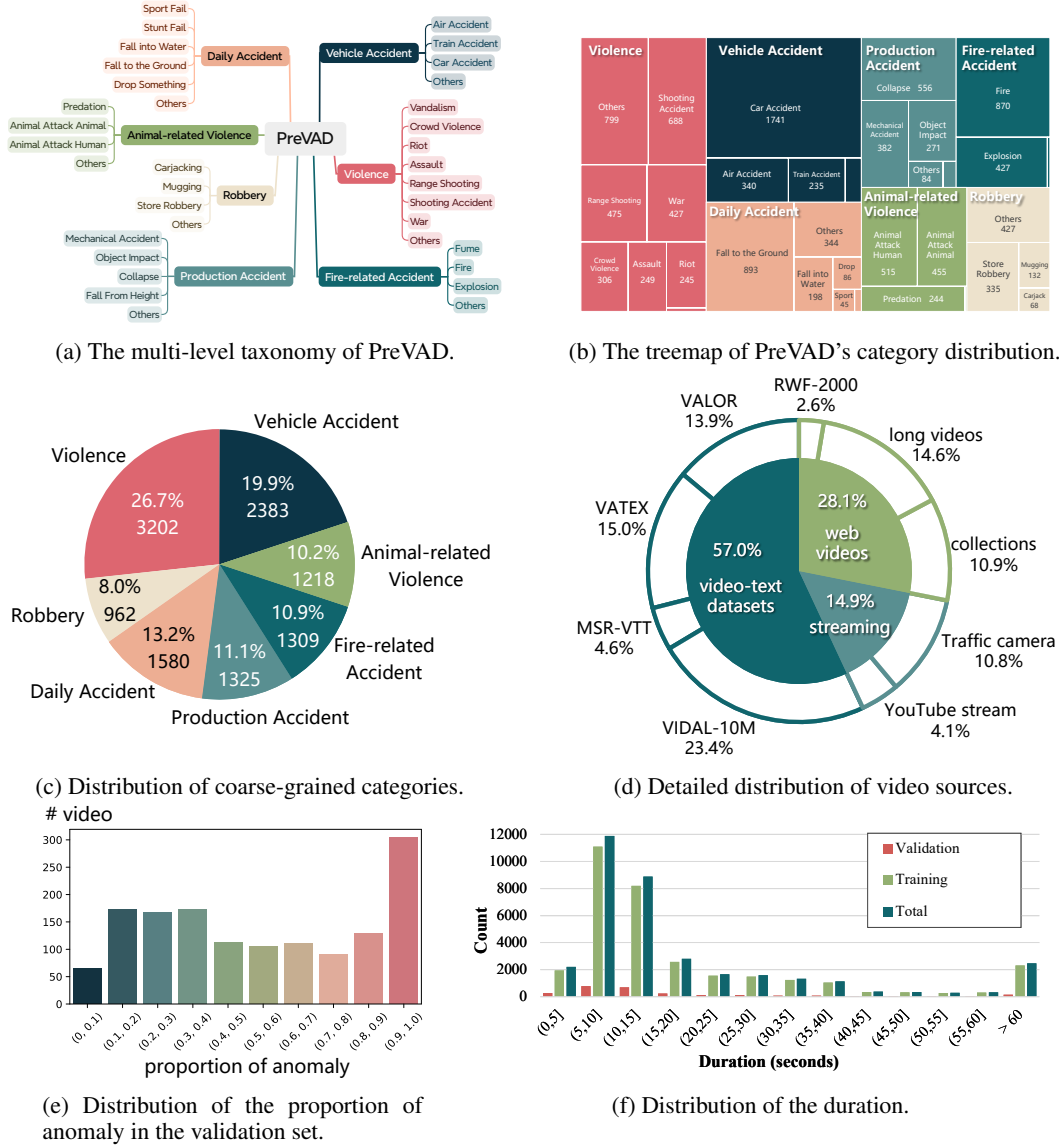 Sport Fail
Stunt Fail
Fall into Water
Fall to the Ground
Drop Something
Others
Daily Accident
Predation
Animal Attack Animal
Animal Attack Human
Others
Animal-related Violence
Carjacking
Mugging
Store Robbery
Others
Robbery
Mechanical Accident
Object Impact
Collapse
Fall From Height
Others
Production Accident
PreVAD
Vehicle Accident
Air Accident
Train Accident
Car Accident
Others
Violence
Vandalism
Crowd Violence
Riot
Assault
Range Shooting
Shooting Accident
War
Others
Fire-related Accident
Fume
Fire
Explosion
Others
(a) The multi-level taxonomy of PreVAD.
Violence
Others
799
Shooting
Accident
688
Range Shooting
475
War
427
Crowd
Violence
306
Assault
249
Riot
245
Vehicle Accident
Car Accident
1741
Air Accident
340
Train Accident
235
Daily Accident
Fall to the Ground
893
Others
344
Fall into
Water
198
Drop
86
Sport
45
Production
Accident
Collapse 556
Mechanical
Accident
382
Object
Impact
271
Others
84
Fire-related
Accident
Fire
870
Explosion
427
Animal-related
Violence
Animal
Attack
Human
515
Animal
Attack
Animal
455
Predation 244
Robbery
Others
427
Store
Robbery
335
Mugging
132
Carjack
68
(b) The treemap of PreVAD's category distribution.
Vehicle Accident
19.9%
2383
Animal-related
Violence
10.2%
1218
Fire-related
Accident
10.9%
1309
Production Accident
11.1%
1325
Daily Accident
13.2%
1580
Robbery
8.0%
962
Violence
26.7%
3202
(c) Distribution of coarse-grained categories.
RWF-2000
2.6%
long videos
14.6%
collections
10.9%
Traffic camera
10.8%
YouTube stream
4.1%
VIDAL-10M
23.4%
MSR-VTT
4.6%
VATEX
15.0%
VALOR
13.9%
28.1%
web
videos
14.9%
streaming
57.0%
video-text
datasets
(d) Detailed distribution of video sources.
# video
300
250
200
150
100
50
0
(0, 0.1)
(0.1, 0.2)
(0.2, 0.3)
(0.3, 0.4)
(0.4, 0.5)
(0.5, 0.6)
(0.6, 0.7)
(0.7, 0.8)
(0.8, 0.9)
(0.9, 1.0)
proportion of anomaly
(e) Distribution of the proportion of
anomaly in the validation set.
12000
10000
8000
6000
4000
2000
0
Count
Validation
Training
Total
(0,5]
(5,10]
(10,15]
(15,20]
(20,25]
(25,30]
(30,35]
(35,40]
(40-45]
(45,50]
(50,55]
(55,60]
> 60
Duration (seconds)
(f) Distribution of the duration.